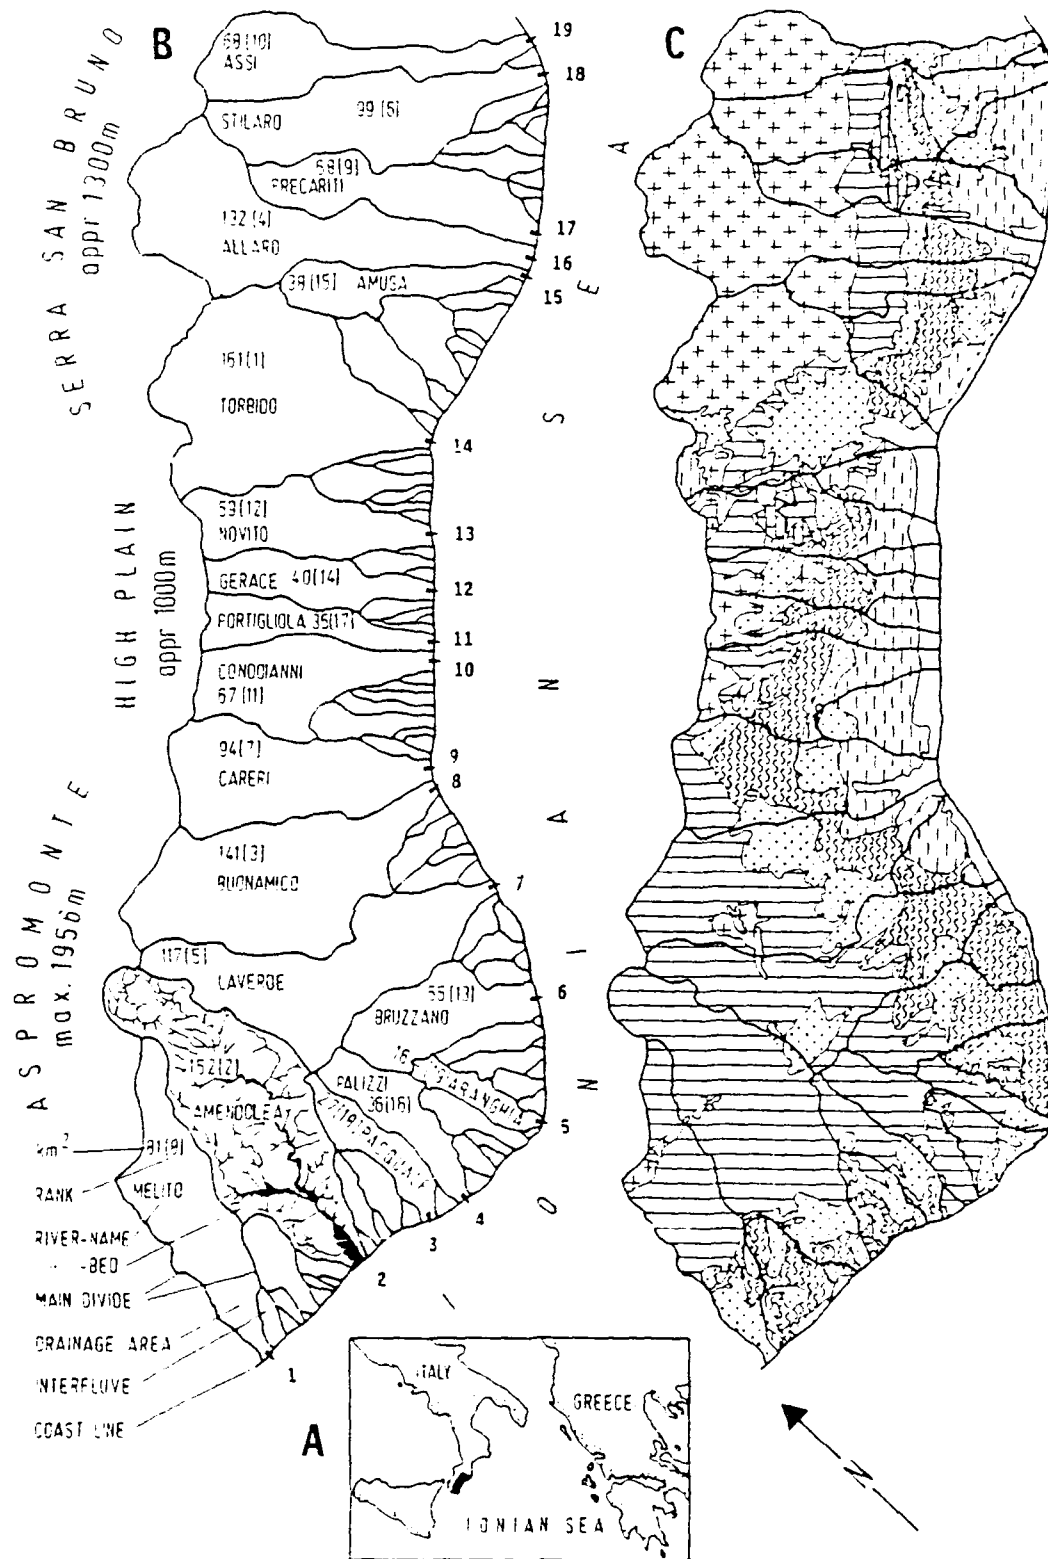 B
C
68[10]
ASSI
99[6]
STILARO
58[9]
PRECARITI
132[4]
ALLARO
38[15] AMUSA
161[1]
TORBIDO
59[12]
NOVITO
GERACE 40[14]
PORTIGLIOLA 35[17]
CONDOIANNI
67[11]
94[7]
CARERI
141[3]
BUONAMICO
117[5]
LAVERDE
55[13]
BRUZZANO
PALIZZI
36[16]
152[2]
AMENDOLEA
81[8]
MELITO
19
18
17
16
15
14
13
12
11
10
9
8
7
6
5
4
3
2
1
SERRA SAN BRUNO
appr 1300m
HIGH PLAIN
appr 1000m
ASPROMONTE
max. 1956m
km²
RANK
RIVER-NAME
" -BED
MAIN DIVIDE
DRAINAGE AREA
INTERFLUVE
COAST LINE
IONIAN SEA
A
ITALY
GREECE
IONIAN SEA
N